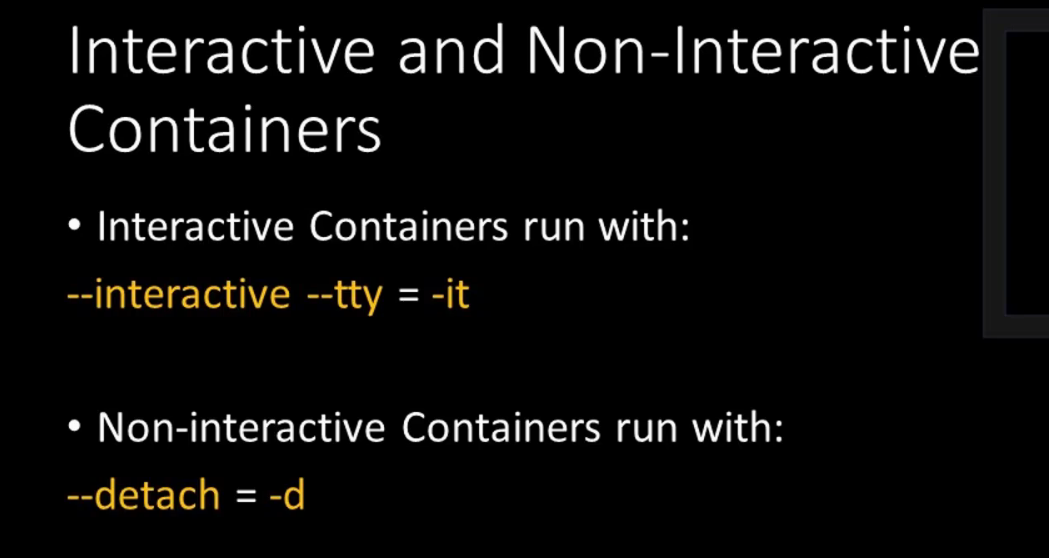 Interactive and Non-Interactive
Containers
• Interactive Containers run with:
--interactive --tty = -it
• Non-interactive Containers run with:
--detach = -d